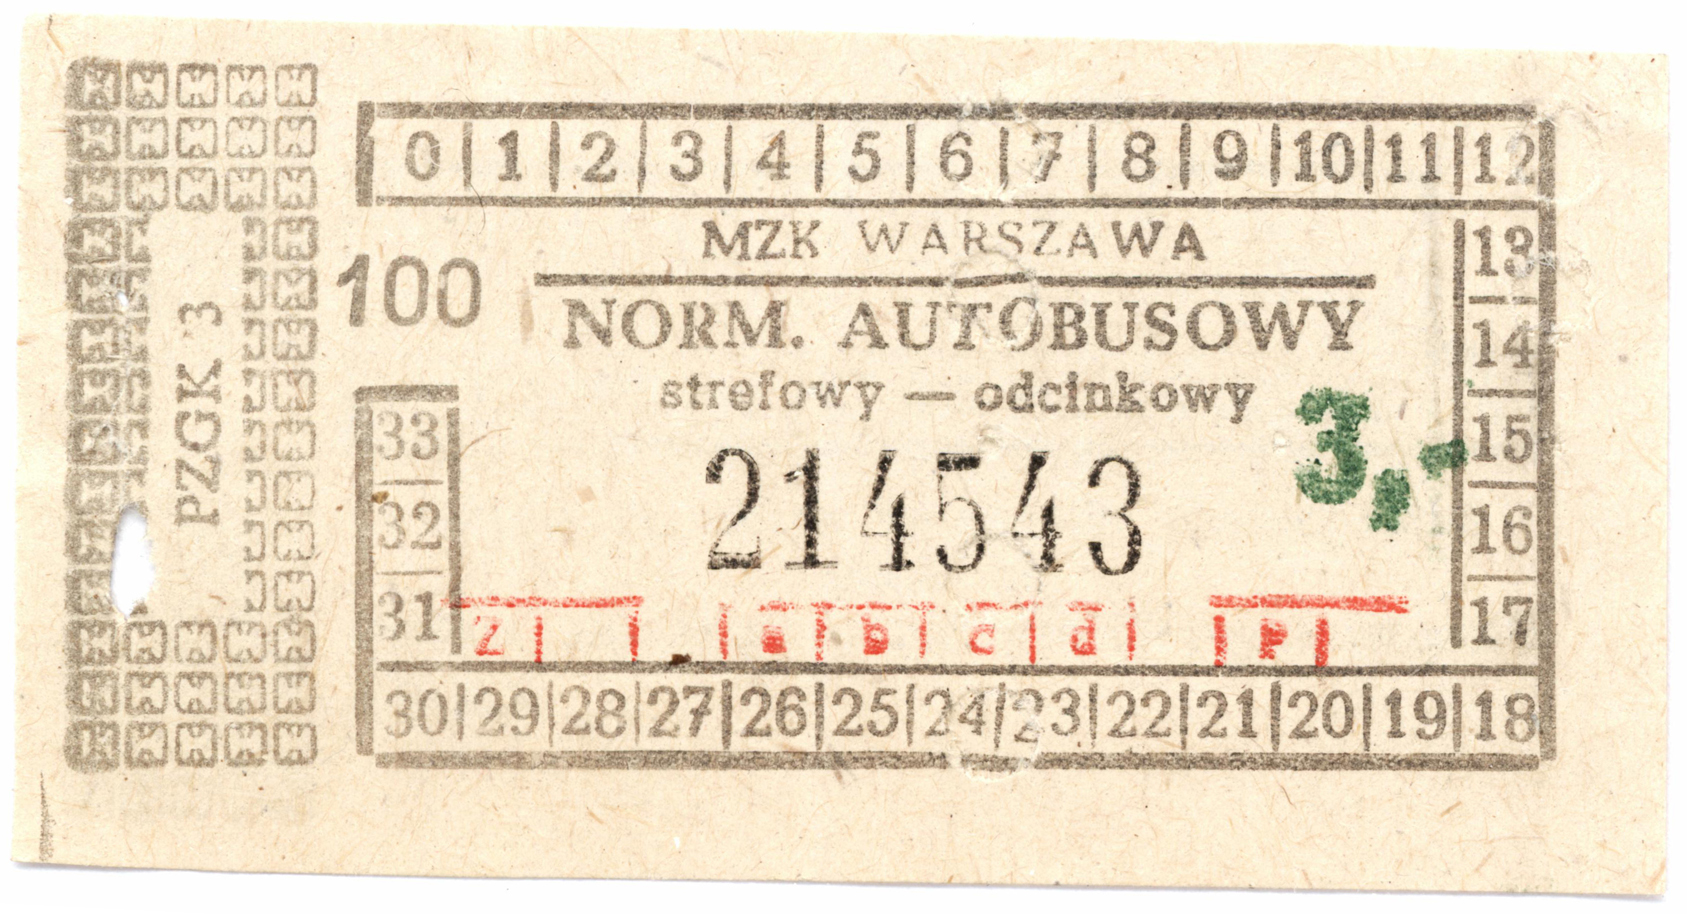 0 1 2 3 4 5 6 7 8 9 10 11 12
MZK WARSZAWA
100
NORM. AUTOBUSOWY
strefowy — odcinkowy
3,-
214543
13
14
15
16
17
33
32
31
Z a b c d P
30 29 28 27 26 25 24 23 22 21 20 19 18
PZGK 3